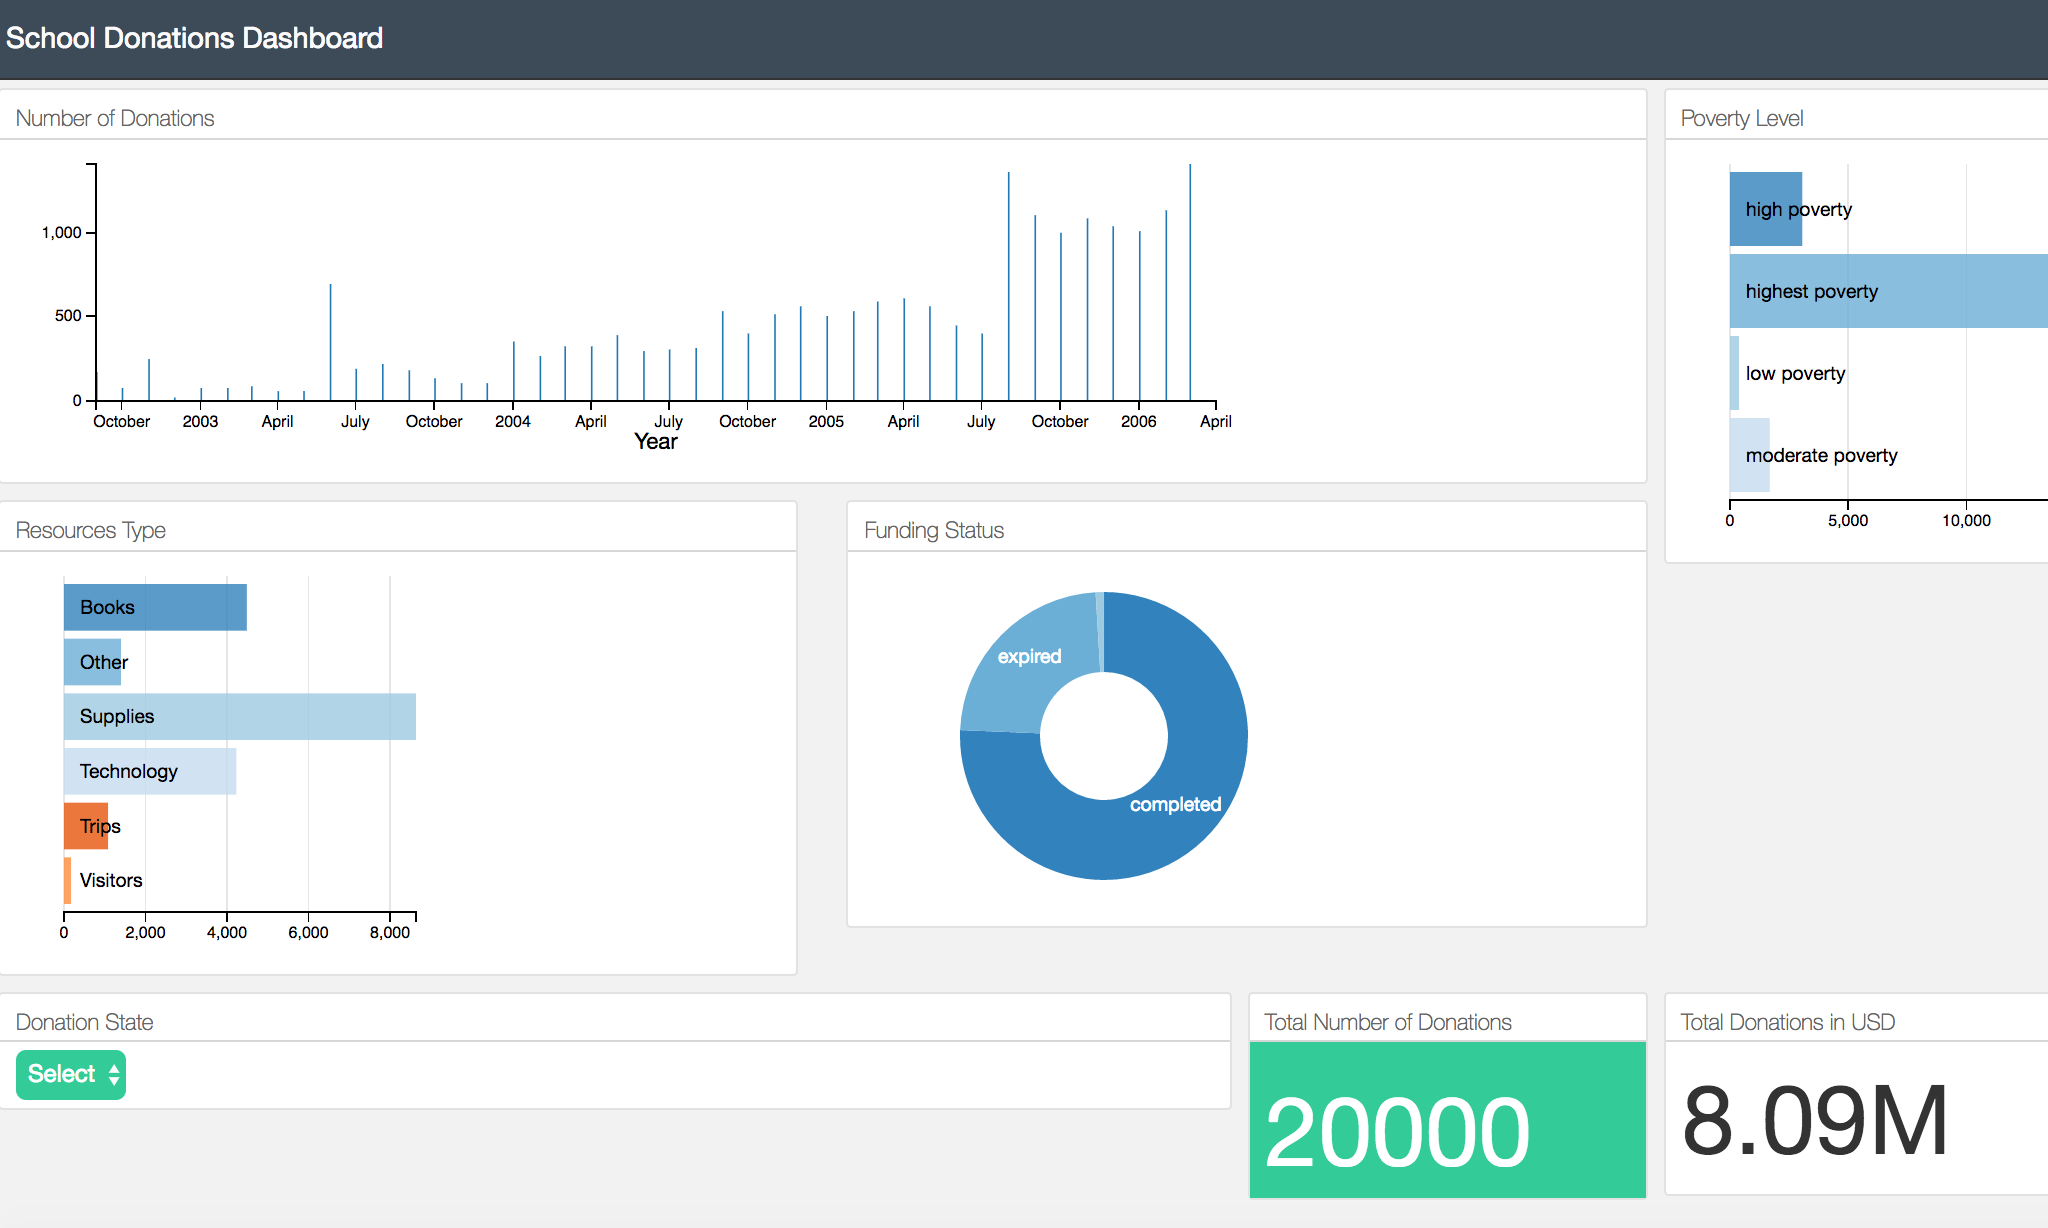 School Donations Dashboard
Number of Donations
1,000
500
0
October 2003 April July October 2004 April July October 2005 April July October 2006 April
Year
Poverty Level
high poverty
highest poverty
low poverty
moderate poverty
0 5,000 10,000
Resources Type
Books
Other
Supplies
Technology
Trips
Visitors
0 2,000 4,000 6,000 8,000
Funding Status
expired
completed
Donation State
Select
Total Number of Donations
20000
Total Donations in USD
8.09M